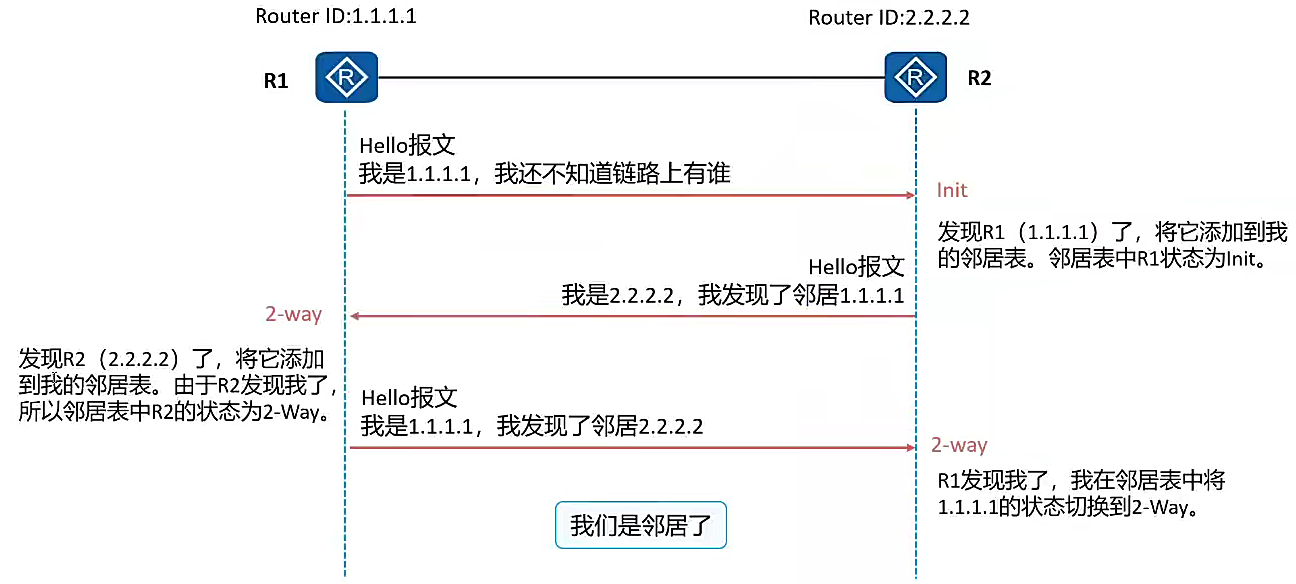 Router ID:1.1.1.1
Router ID:2.2.2.2
R1
R
R
R2
Hello报文
我是1.1.1.1，我还不知道链路上有谁
Init
发现R1（1.1.1.1）了，将它添加到我
的邻居表。邻居表中R1状态为Init。
Hello报文
我是2.2.2.2，我发现了邻居1.1.1.1
2-way
发现R2（2.2.2.2）了，将它添加
到我的邻居表。由于R2发现我了，
所以邻居表中R2的状态为2-Way。
Hello报文
我是1.1.1.1，我发现了邻居2.2.2.2
2-way
R1发现我了，我在邻居表中将
1.1.1.1的状态切换到2-Way。
我们是邻居了